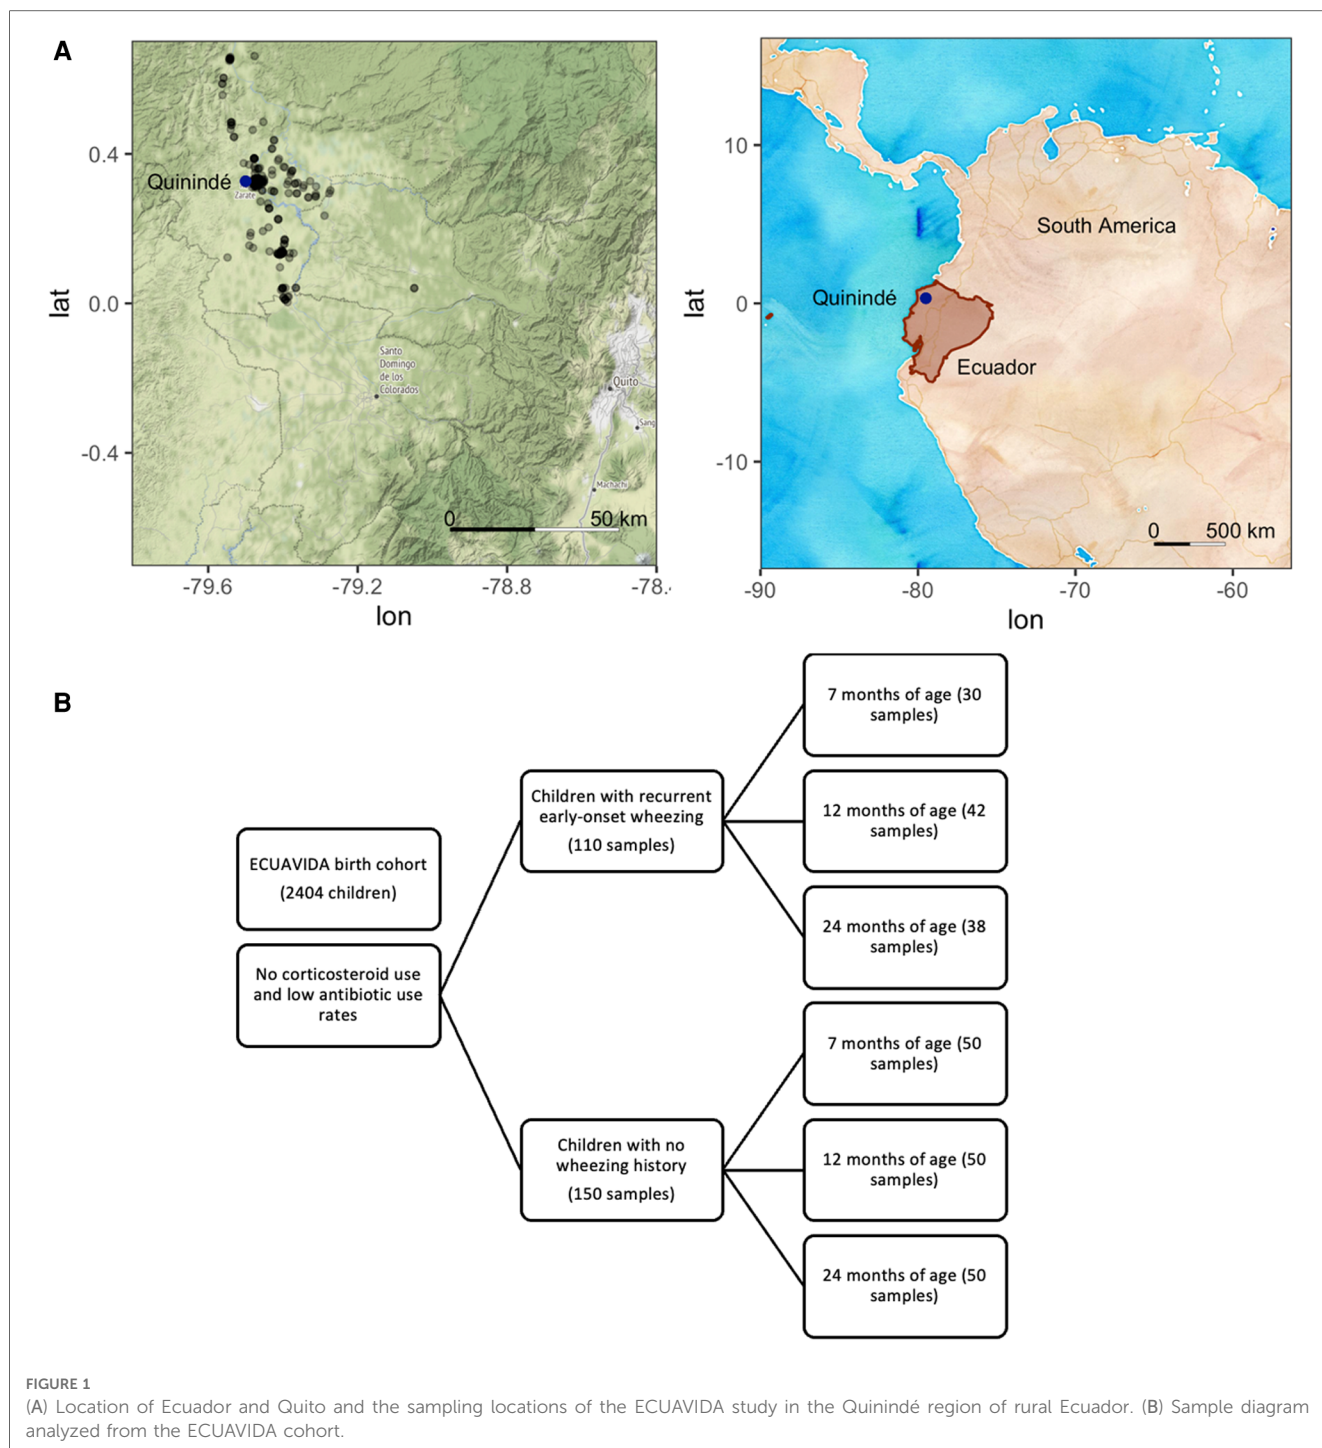 A
0.4
0.0
-0.4
lat
Quinindé
Zarate
Santo
Domingo
de los
Colorados
Quito
Sang
Machachi
0
50 km
-79.6
-79.2
-78.8
-78.
lon
10
0
-10
lat
South America
Quinindé
Ecuador
0
500 km
-90
-80
-70
-60
lon
B
ECUAVIDA birth cohort
(2404 children)
No corticosteroid use
and low antibiotic use
rates
Children with recurrent
early-onset wheezing
(110 samples)
7 months of age (30
samples)
12 months of age (42
samples)
24 months of age (38
samples)
Children with no
wheezing history
(150 samples)
7 months of age (50
samples)
12 months of age (50
samples)
24 months of age (50
samples)
FIGURE 1
(A) Location of Ecuador and Quito and the sampling locations of the ECUAVIDA study in the Quinindé region of rural Ecuador. (B) Sample diagram
analyzed from the ECUAVIDA cohort.